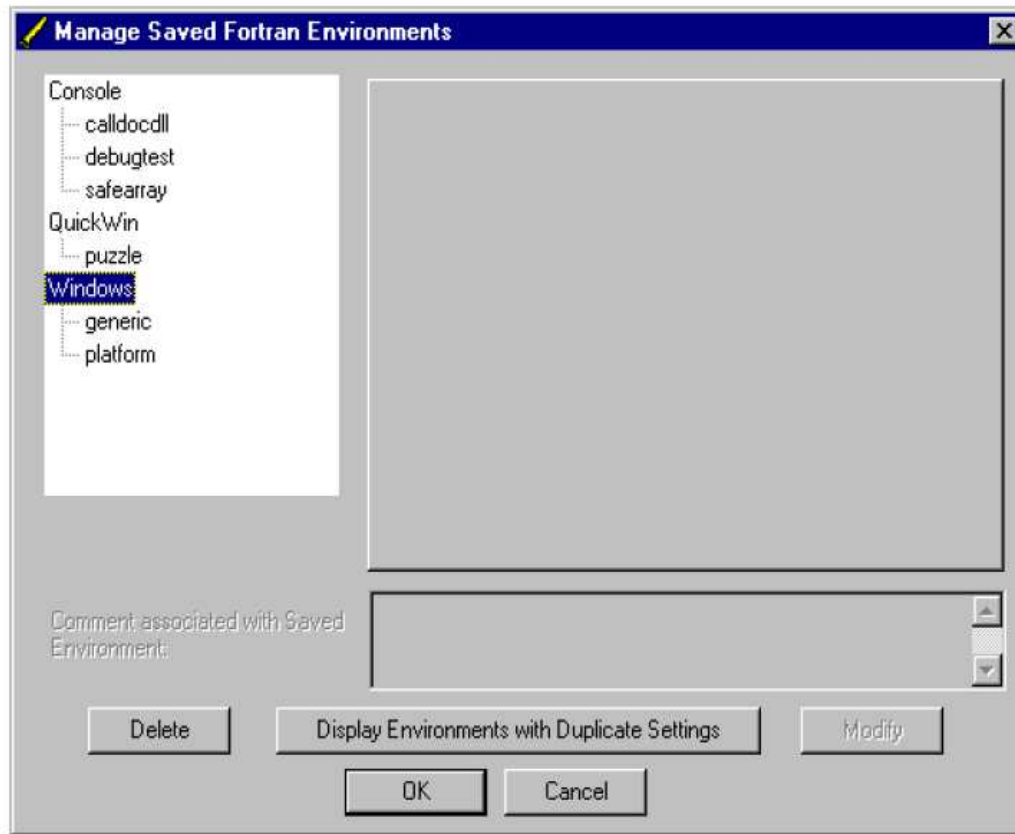 Manage Saved Fortran Environments
Console
calldocdll
debugtest
safearray
QuickWin
puzzle
Windows
generic
platform
Comment associated with Saved
Environment:
Delete
Display Environments with Duplicate Settings
Modify
OK
Cancel